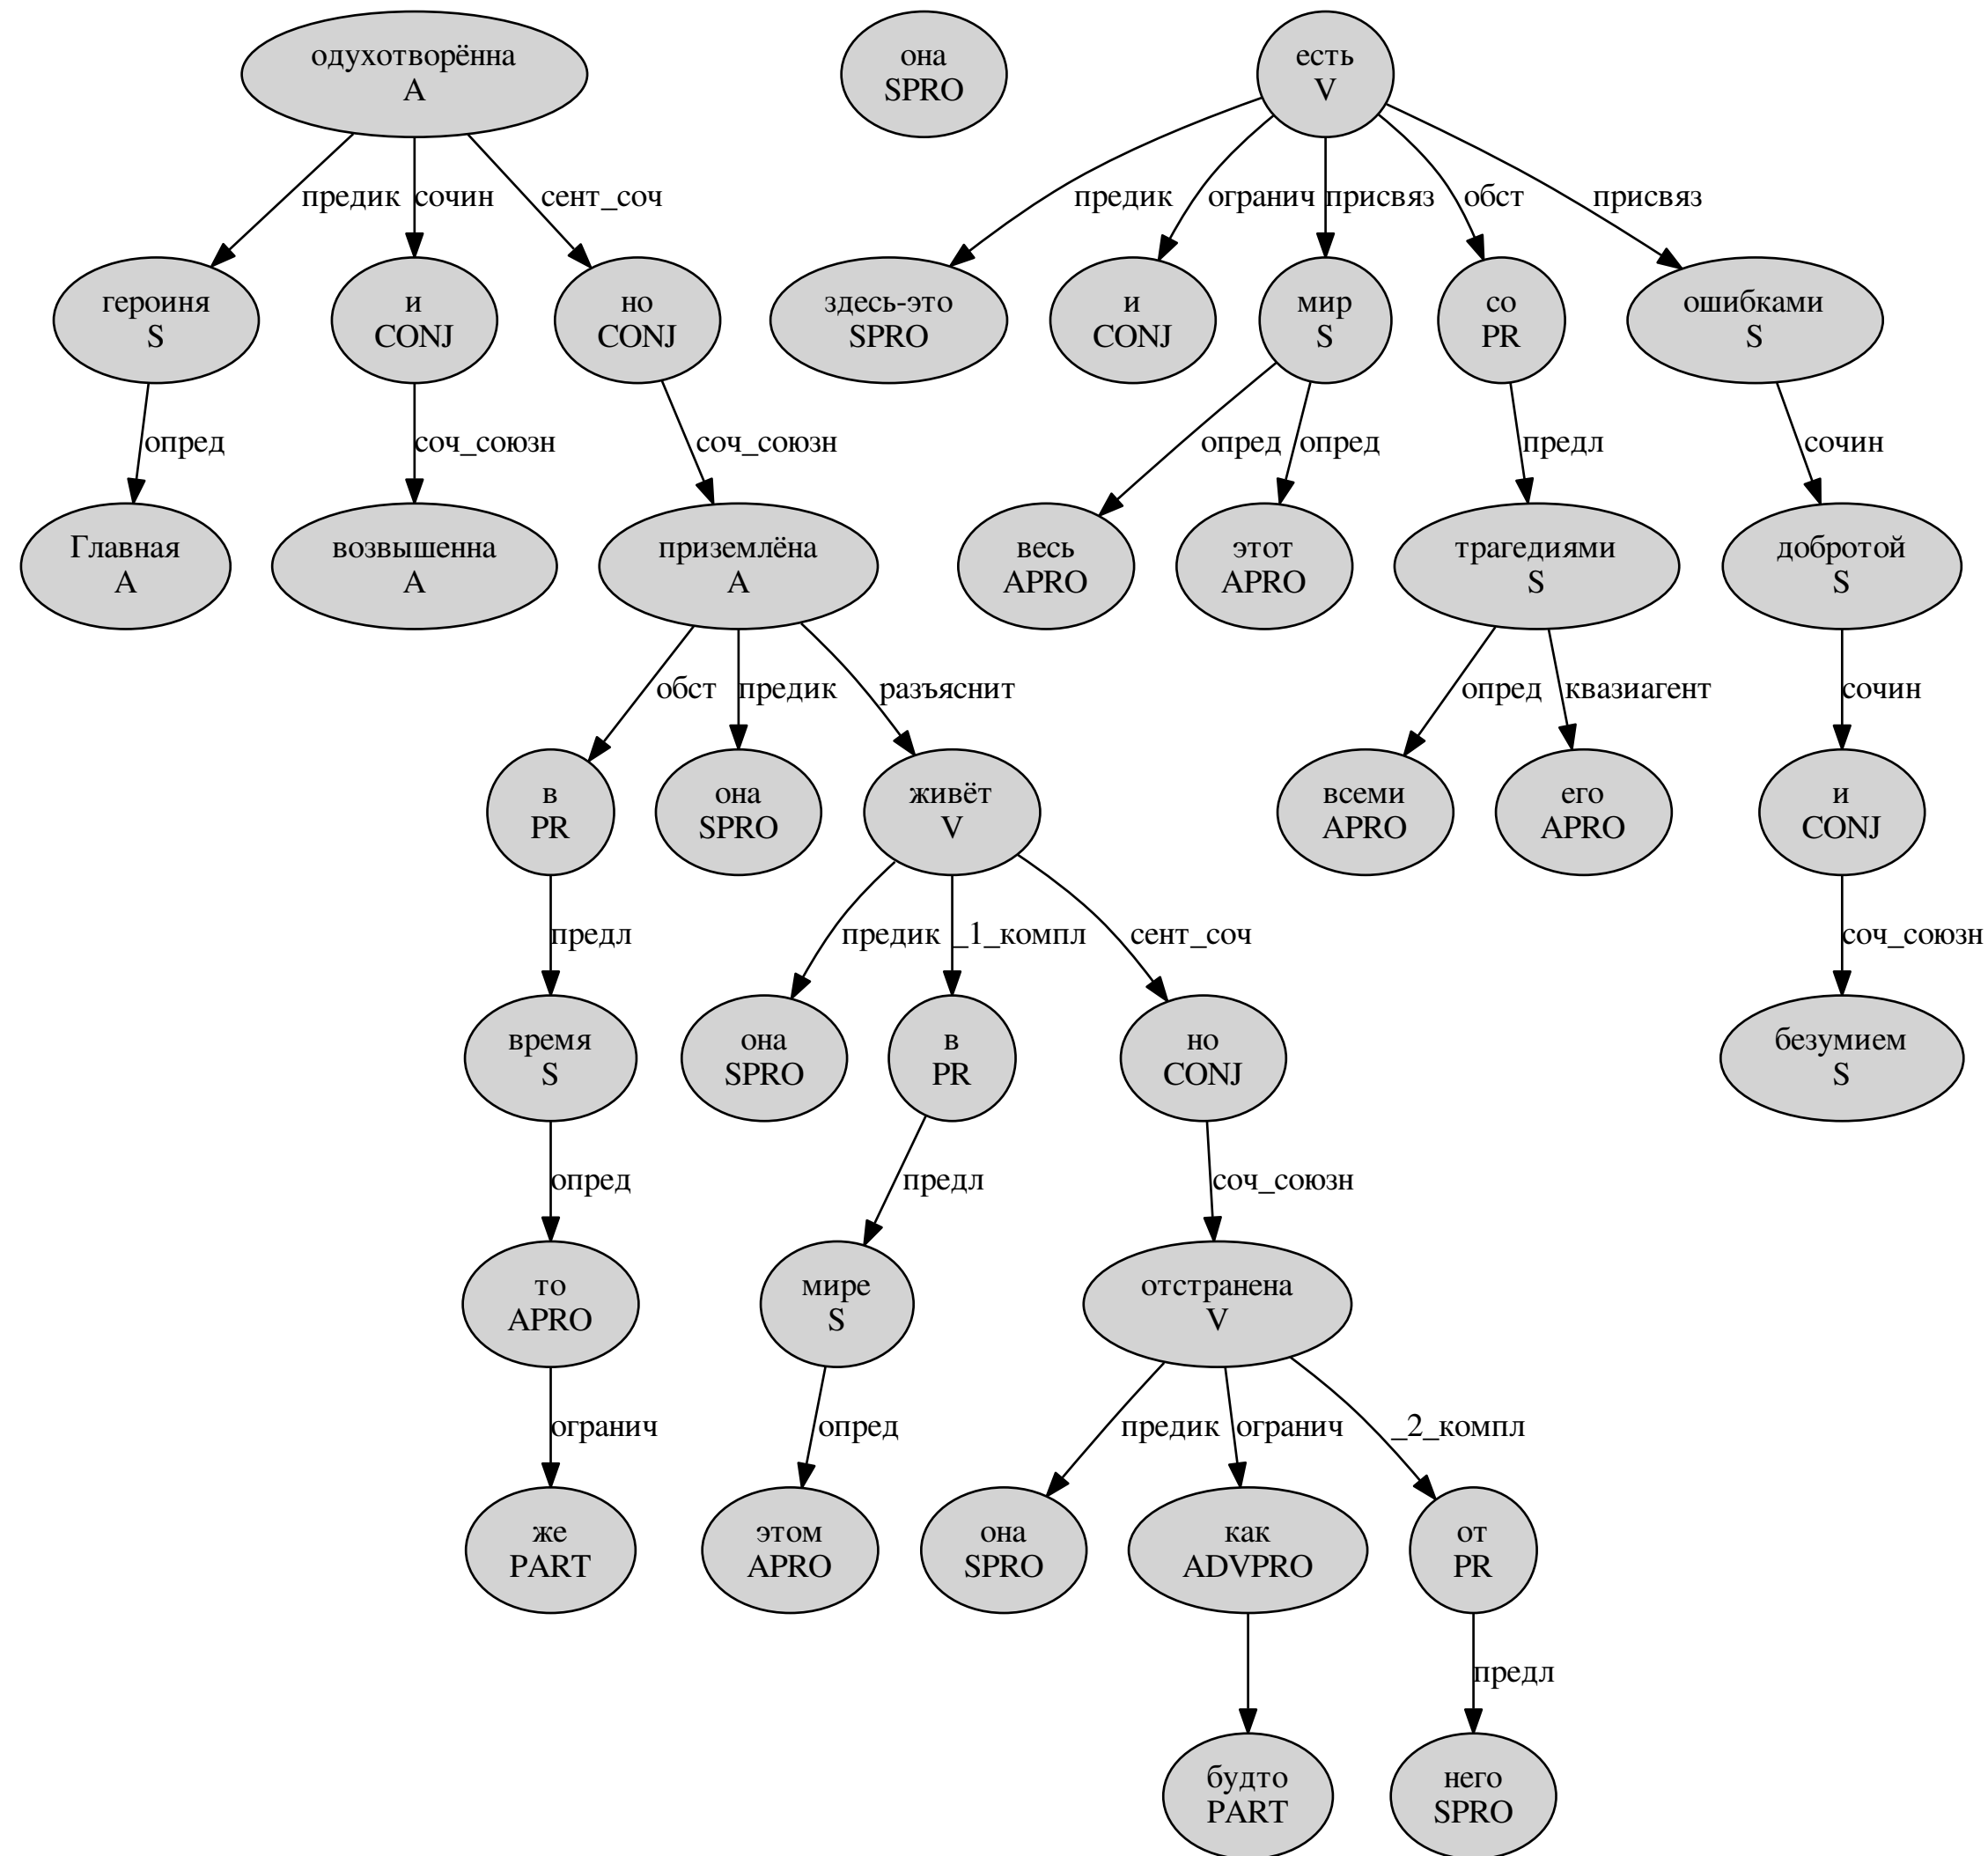 одухотворённа
A
она
SPRO
есть
V
предик
сочин
сент_соч
предик
огранич
присвяз
обст
присвяз
героиня
S
и
CONJ
но
CONJ
здесь-это
SPRO
и
CONJ
мир
S
со
PR
ошибками
S
опред
соч_союзн
соч_союзн
опред
опред
предл
сочин
Главная
A
возвышенна
A
приземлёна
A
весь
APRO
этот
APRO
трагедиями
S
добротой
S
обст
предик
разъяснит
опред
квазиагент
сочин
в
PR
она
SPRO
живёт
V
всеми
APRO
его
APRO
и
CONJ
предл
предик
_1_компл
сент_соч
соч_союзн
время
S
она
SPRO
в
PR
но
CONJ
безумием
S
опред
предл
соч_союзн
то
APRO
мире
S
отстранена
V
огранич
опред
предик
огранич
_2_компл
же
PART
этом
APRO
она
SPRO
как
ADVPRO
от
PR
предл
будто
PART
него
SPRO